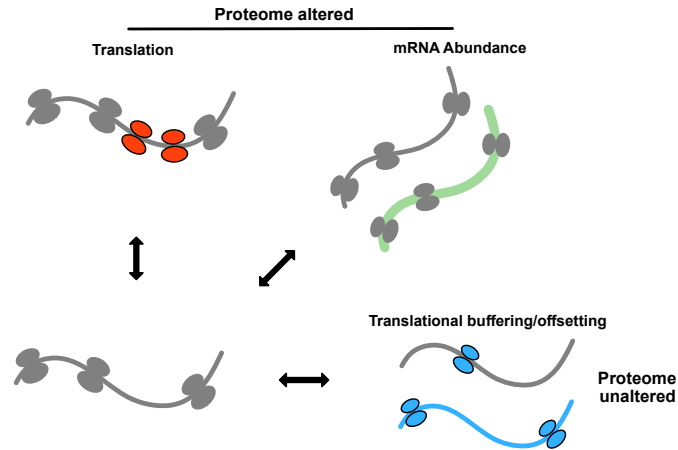 Proteome altered
Translation
mRNA Abundance
Translational buffering/offsetting
Proteome
unaltered